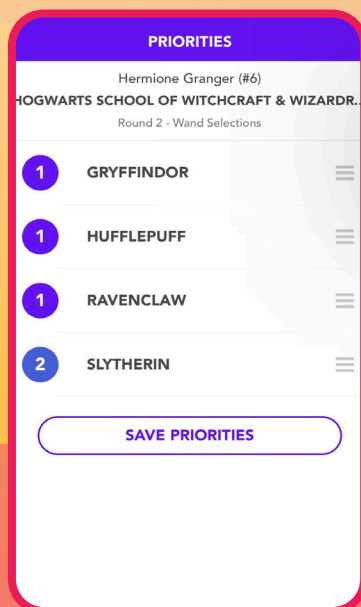 PRIORITIES
Hermione Granger (#6)
HOGWARTS SCHOOL OF WITCHCRAFT & WIZARDR..
Round 2 - Wand Selections
1 GRYFFINDOR
1 HUFFLEPUFF
1 RAVENCLAW
2 SLYTHERIN
SAVE PRIORITIES